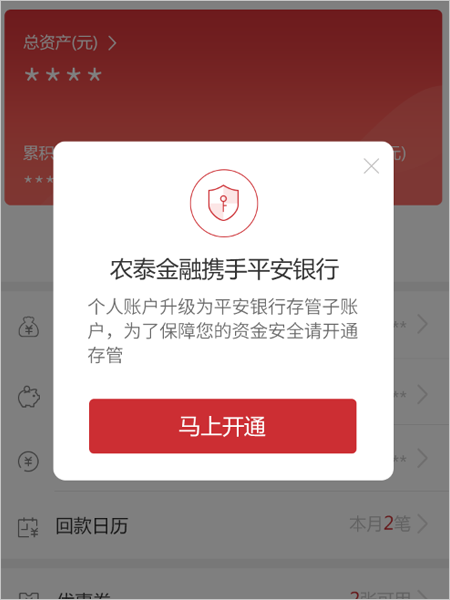 总资产(元)
****
累积
元)
***
农泰金融携手平安银行
个人账户升级为平安银行存管子账
户，为了保障您的资金安全请开通
存管
马上开通
**
**
**
回款日历
本月2笔
优惠券
2张可用